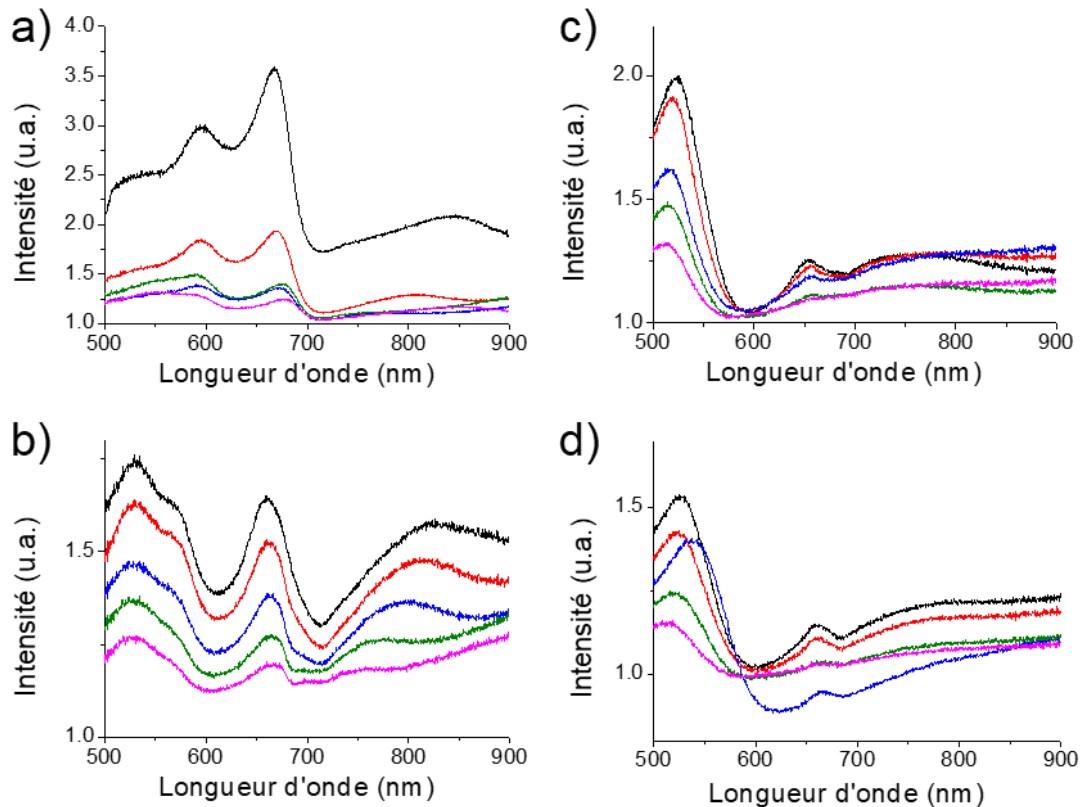 a)
4.0
3.5
3.0
2.5
2.0
1.5
1.0
Intensité (u.a.)
500 600 700 800 900
Longueur d'onde (nm)
c)
2.0
1.5
1.0
Intensité (u.a.)
500 600 700 800 900
Longueur d'onde (nm)
b)
1.5
1.0
Intensité (u.a.)
500 600 700 800 900
Longueur d'onde (nm)
d)
1.5
1.0
Intensité (u.a.)
500 600 700 800 900
Longueur d'onde (nm)